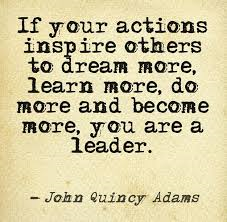 If your actions
inspire others
to dream more,
learn more, do
more and become
more, you are a
leader.
– John Quincy Adams